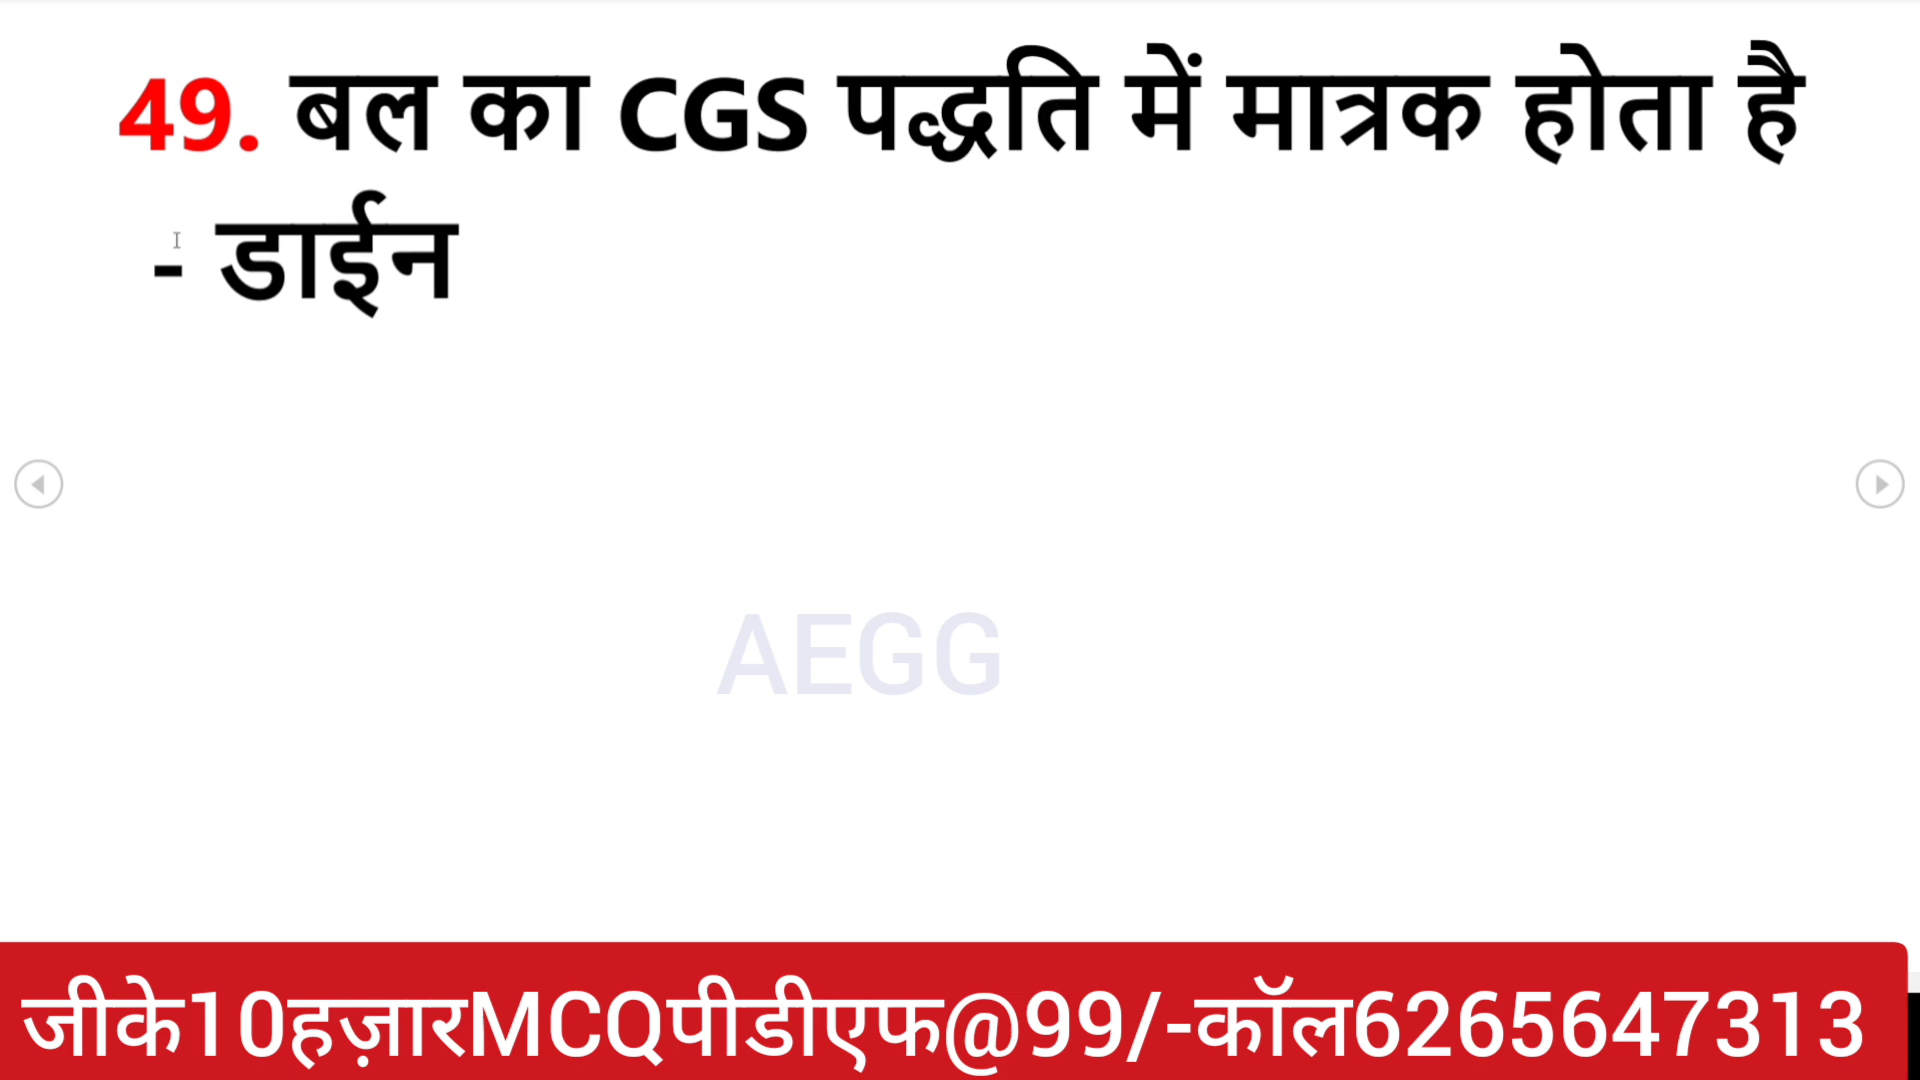 49. बल का CGS पद्धति में मात्रक होता है
- डाईन
AEGG
जीके10हज़ारMCQपीडीएफ@99/-कॉल6265647313